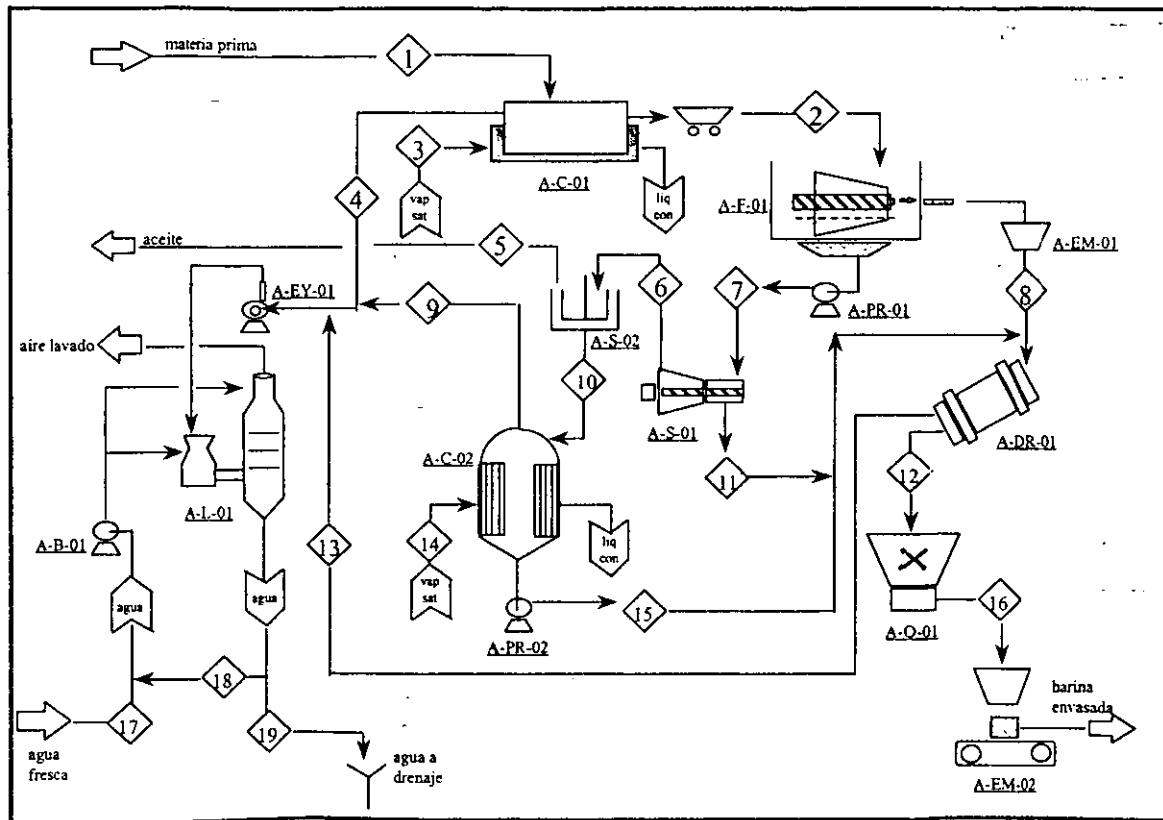 materia prima
1
2
3
vap
sat
A-C-01
liq
con
4
A-F-01
aceite
5
6
7
A-EM-01
A-EY-01
9
A-PR-01
8
aire lavado
A-S-02
10
A-S-01
A-DR-01
A-C-02
11
12
A-L-01
A-B-01
13
14
liq
con
vap
sat
agua
agua
15
A-PR-02
A-Q-01
16
18
17
19
agua
fresca
agua a
drenaje
harina
envasada
A-EM-02